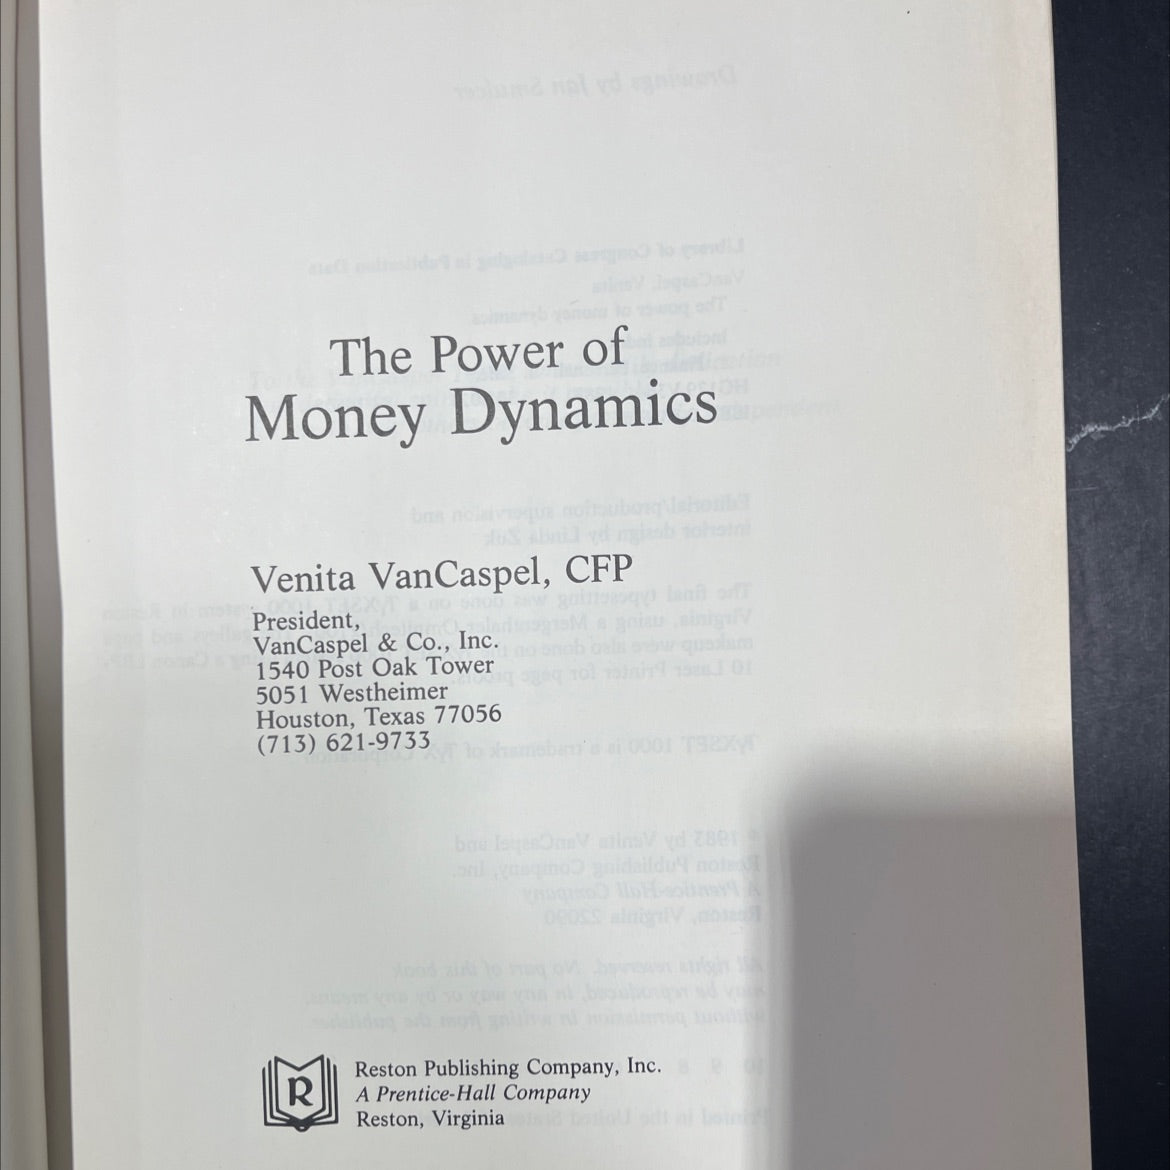 The Power of
Money Dynamics
Venita VanCaspel, CFP
President,
VanCaspel & Co., Inc.
1540 Post Oak Tower
5051 Westheimer
Houston, Texas 77056
(713) 621-9733
R
Reston Publishing Company, Inc.
A Prentice-Hall Company
Reston, Virginia